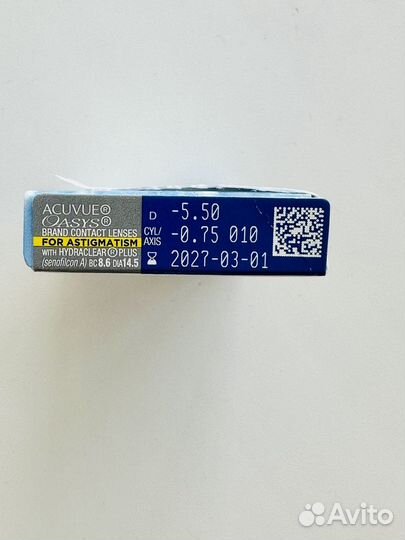 ACUVUE®
OASYS®
BRAND CONTACT LENSES
FOR ASTIGMATISM
WITH HYDRACLEAR® PLUS
(senofilcon A) BC 8.6 DIA 14.5
D -5.50
CYL/AXIS -0.75 010
2027-03-01
Avito